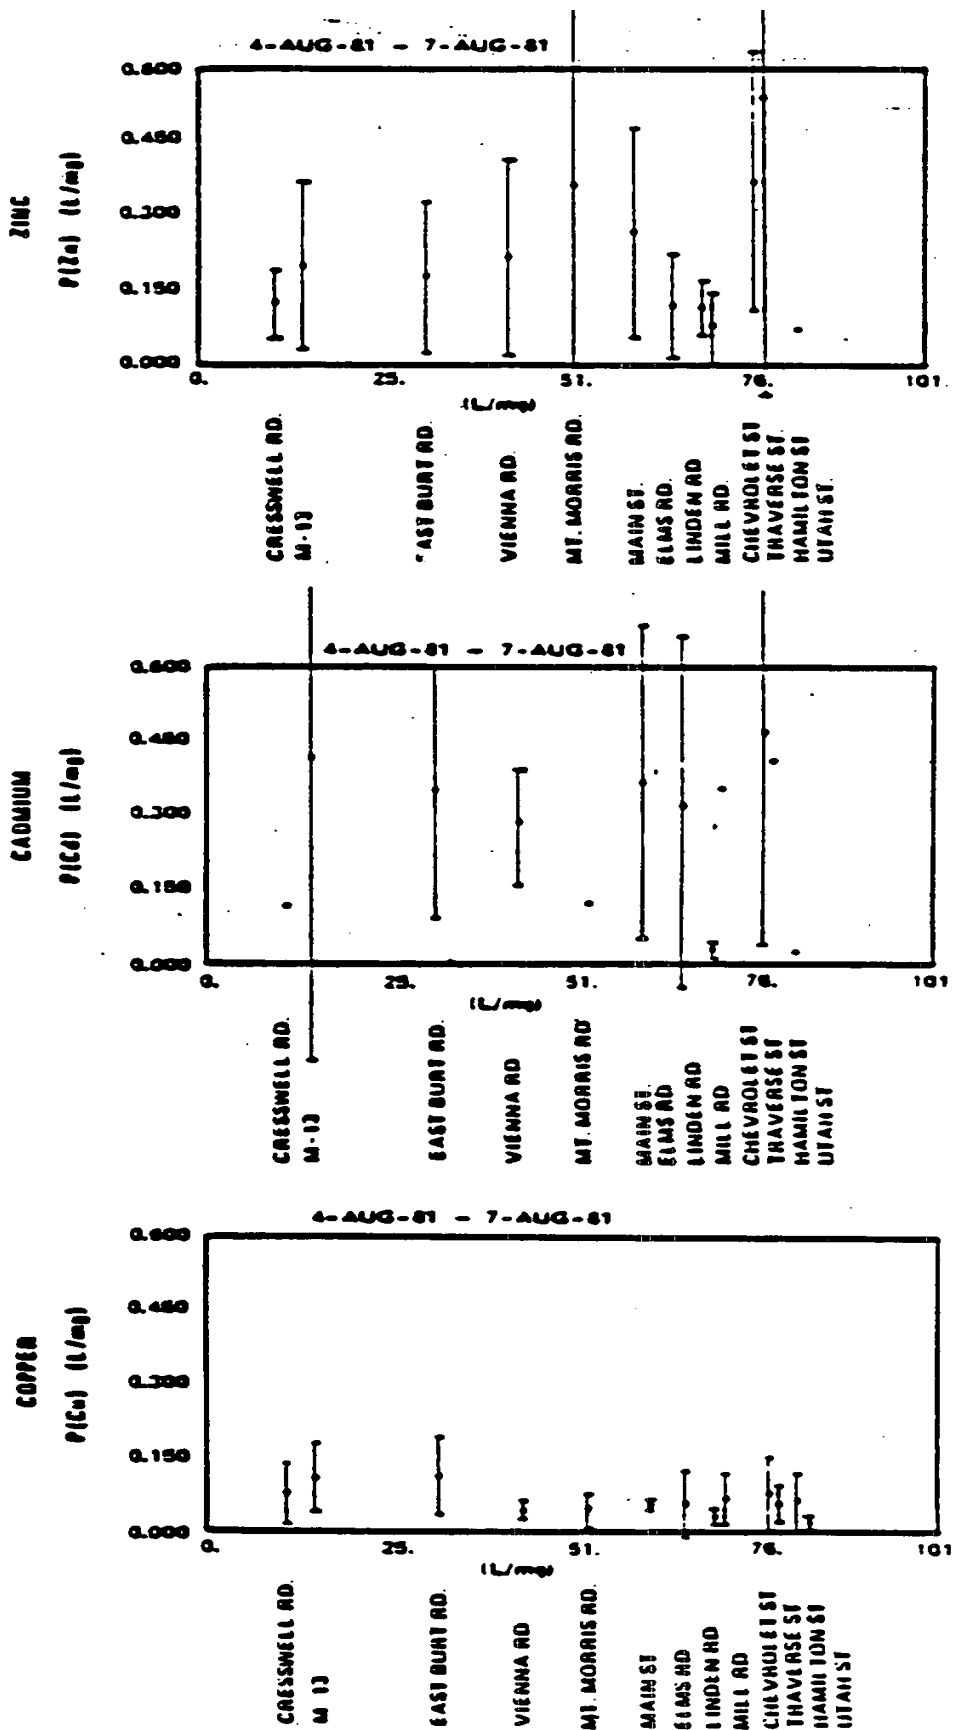 4-AUG-81 - 7-AUG-81
ZINC
P(Zn) (L/mg)
0.600
0.450
0.300
0.150
0.000
0. 25. 51. 76. 101.
(L/mg)
CRESSWELL RD.
M-13
EAST BURT RD.
VIENNA RD.
MT. MORRIS RD.
MAIN ST.
ELMS RD.
LINDEN RD
MILL RD.
CHEVROLET ST
TRAVERSE ST.
HAMILTON ST
UTAH ST.
4-AUG-81 - 7-AUG-81
CADMIUM
P(Cd) (L/mg)
0.600
0.450
0.300
0.150
0.000
0. 25. 51. 76. 101
(L/mg)
CRESSWELL RD.
M-13
EAST BURT RD.
VIENNA RD
MT. MORRIS RD
MAIN ST.
ELMS RD
LINDEN RD
MILL RD
CHEVROLET ST
TRAVERSE ST
HAMILTON ST
UTAH ST
4-AUG-81 - 7-AUG-81
COPPER
P(Cu) (L/mg)
0.600
0.450
0.300
0.150
0.000
0. 25. 51. 76. 101
(L/mg)
CRESSWELL RD.
M 13
EAST BURT RD.
VIENNA RD
MT. MORRIS RD.
MAIN ST
ELMS RD
LINDEN RD
MILL RD
CHEVROLET ST
TRAVERSE ST
HAMILTON ST
UTAH ST